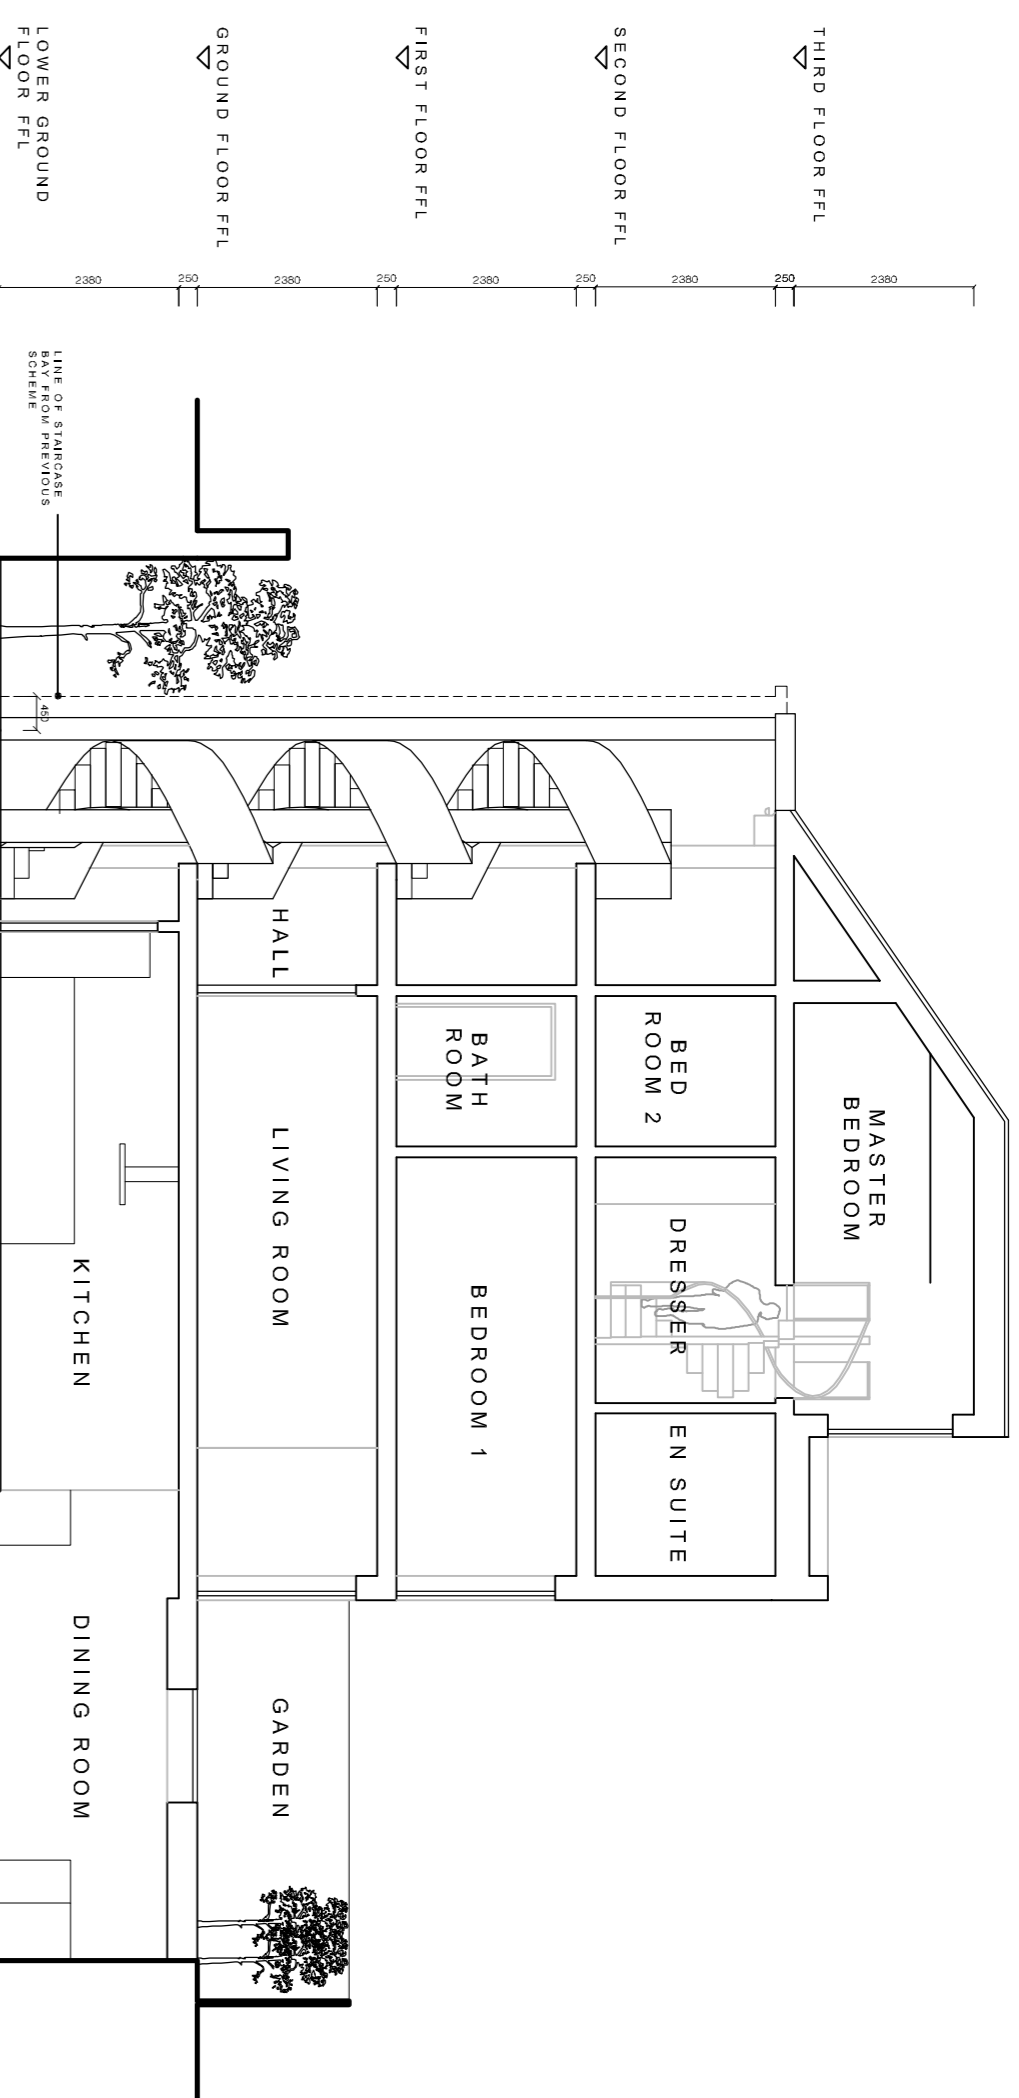 THIRD FLOOR FFL
SECOND FLOOR FFL
FIRST FLOOR FFL
GROUND FLOOR FFL
LOWER GROUND
FLOOR FFL
2380
250
2380
250
2380
250
2380
250
2380
LINE OF STAIRCASE
BAY FROM PREVIOUS
SCHEME
450
MASTER
BEDROOM
BED
ROOM 2
DRESSER
EN SUITE
BATH
ROOM
BEDROOM 1
HALL
LIVING ROOM
GARDEN
KITCHEN
DINING ROOM